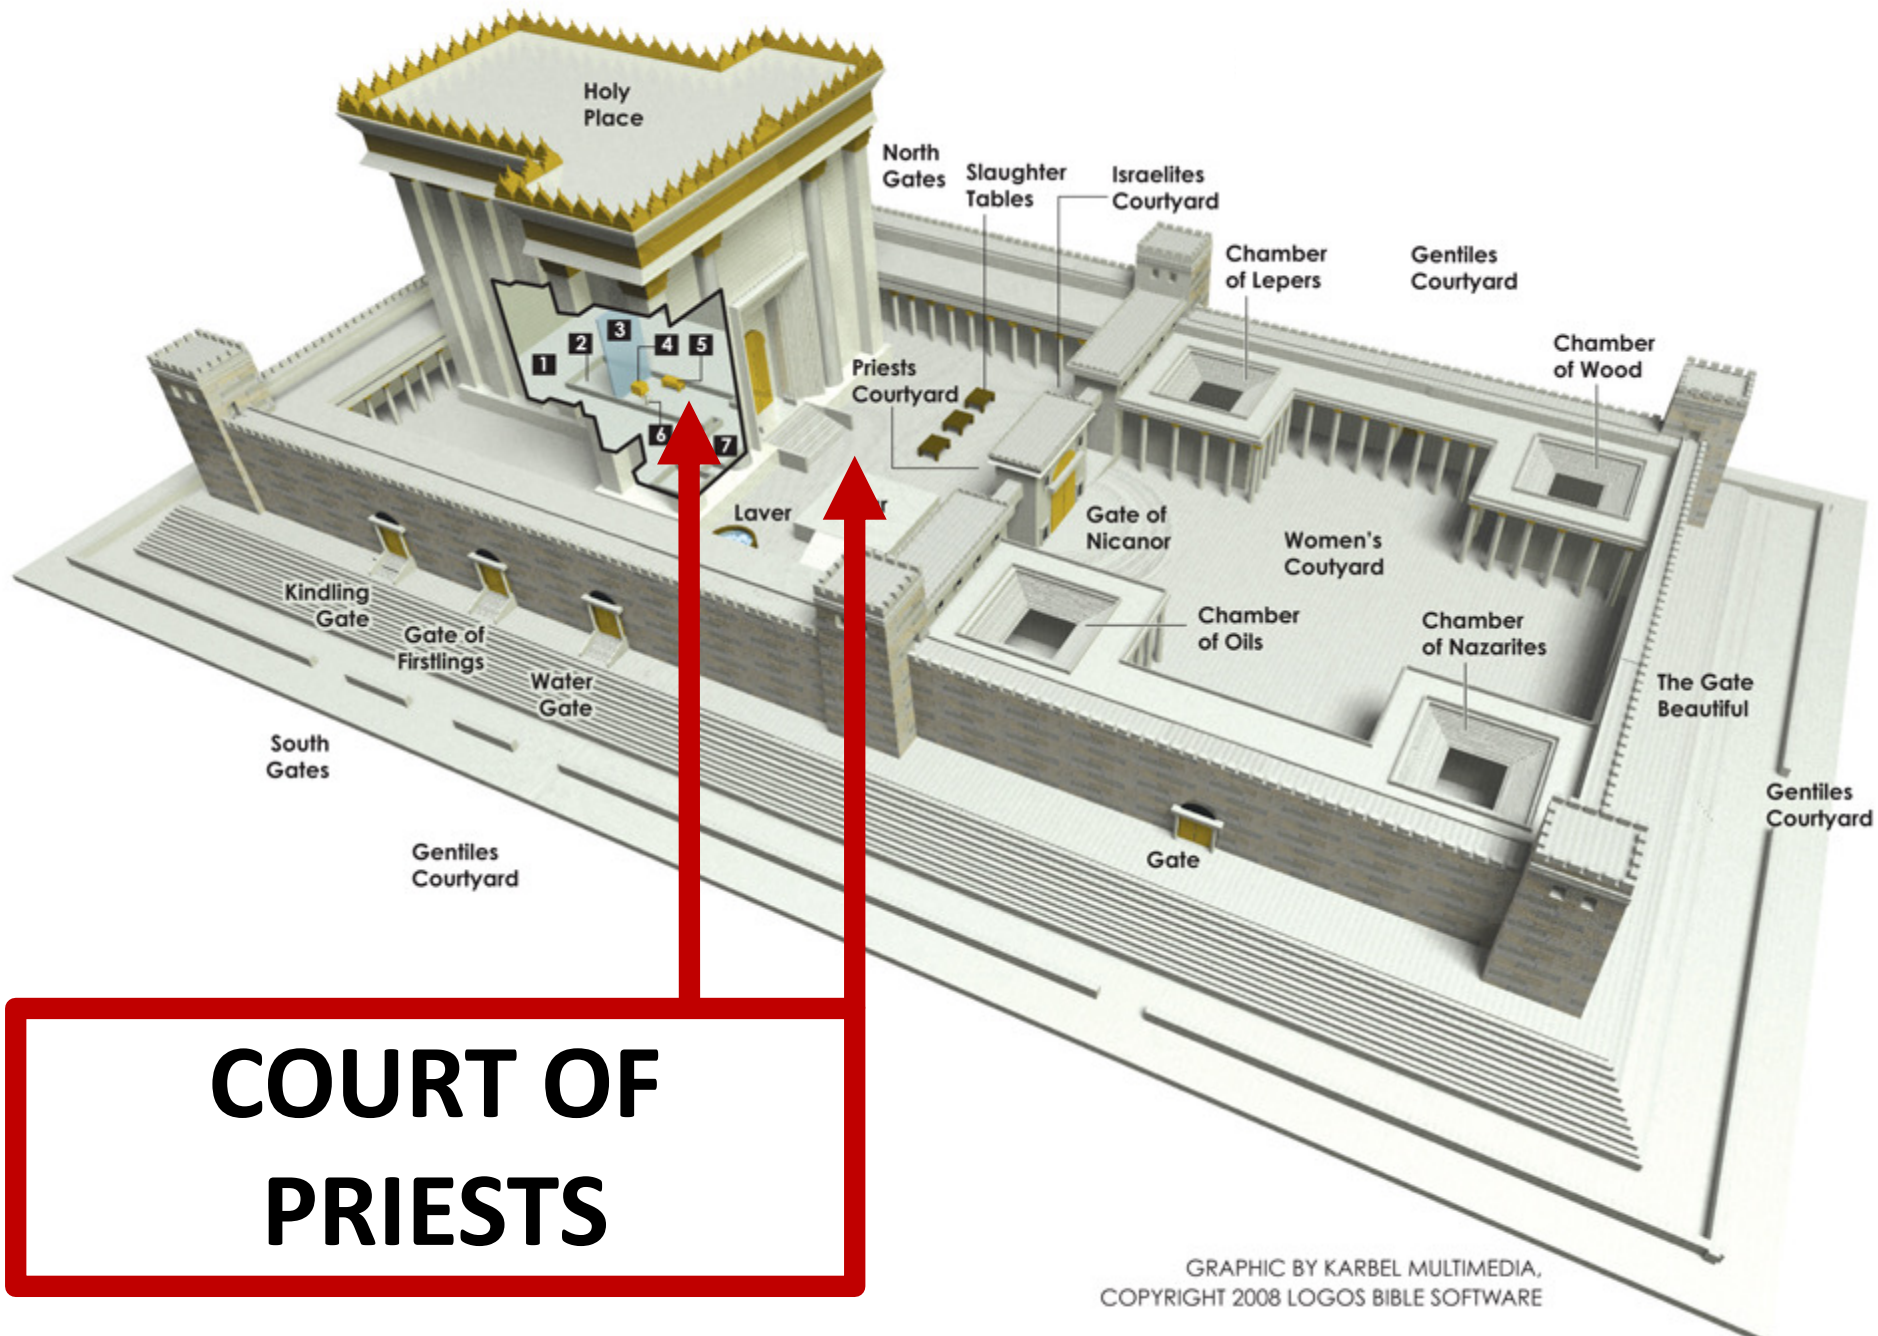 Holy
Place
North
Gates
Slaughter
Tables
Israelites
Courtyard
Chamber
of Lepers
Gentiles
Courtyard
Chamber
of Wood
1
2
3
4
5
6
7
Priests
Courtyard
Laver
r
Gate of
Nicanor
Women's
Coutyard
Kindling
Gate
Gate of
Firstlings
Water
Gate
Chamber
of Oils
Chamber
of Nazarites
The Gate
Beautiful
South
Gates
Gentiles
Courtyard
Gate
Gentiles
Courtyard
COURT OF
PRIESTS
GRAPHIC BY KARBEL MULTIMEDIA,
COPYRIGHT 2008 LOGOS BIBLE SOFTWARE